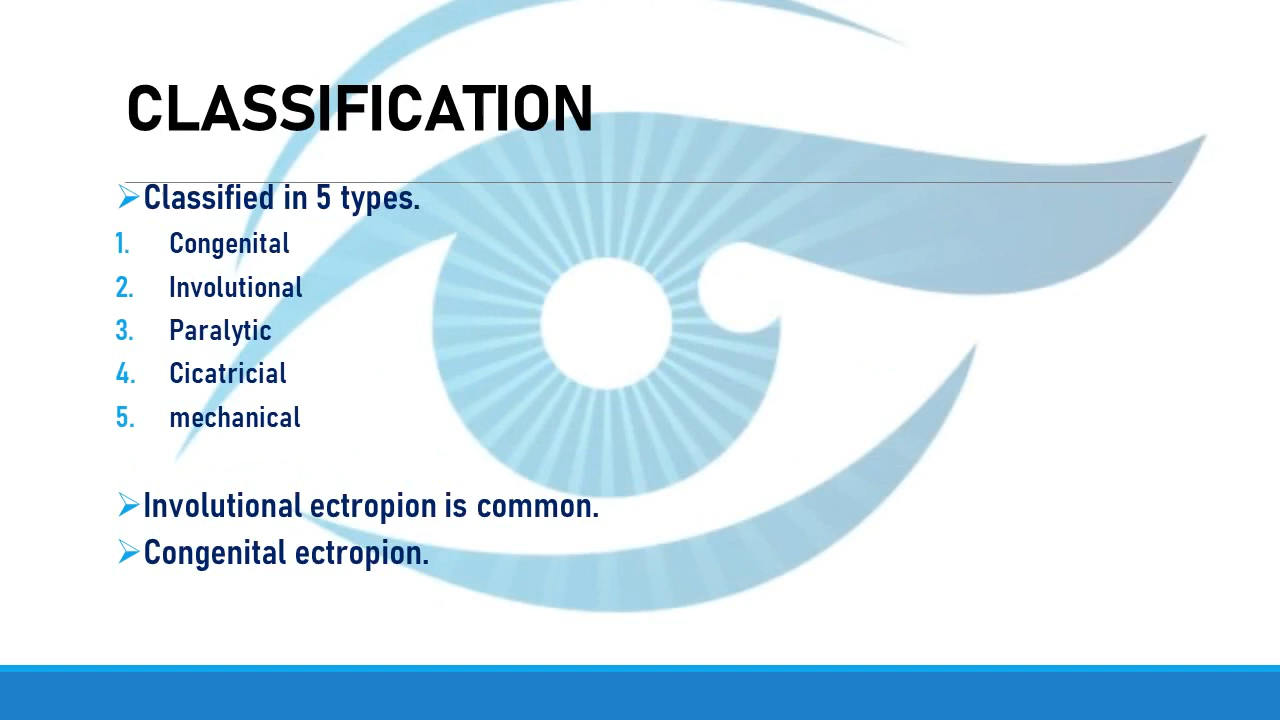 CLASSIFICATION
➢Classified in 5 types.
1. Congenital
2. Involutional
3. Paralytic
4. Cicatricial
5. mechanical
➢Involutional ectropion is common.
➢Congenital ectropion.